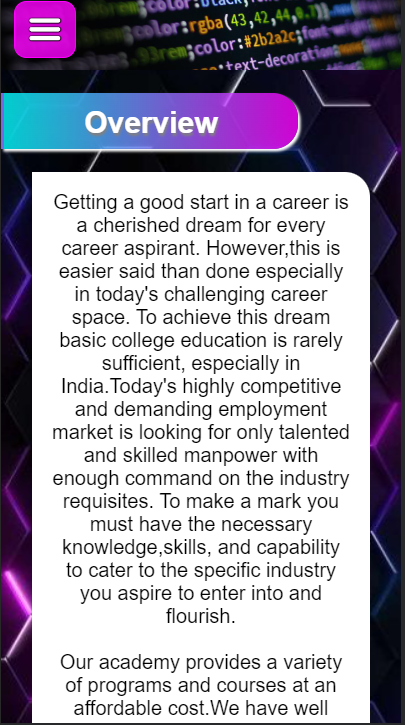 color:black;
rgba(43,42,44,0.7)
.93rem;color:#2b2a2c;font-weight
text-decoration:
Overview
Getting a good start in a career is
a cherished dream for every
career aspirant. However,this is
easier said than done especially
in today's challenging career
space. To achieve this dream
basic college education is rarely
sufficient, especially in
India.Today's highly competitive
and demanding employment
market is looking for only talented
and skilled manpower with
enough command on the industry
requisites. To make a mark you
must have the necessary
knowledge,skills, and capability
to cater to the specific industry
you aspire to enter into and
flourish.
Our academy provides a variety
of programs and courses at an
affordable cost.We have well